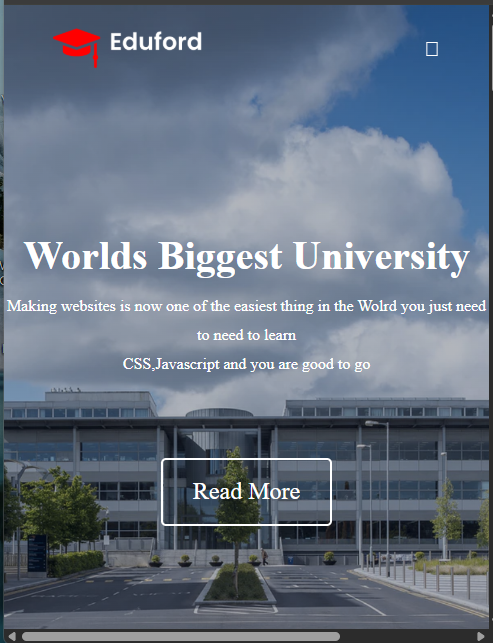 Eduford
Worlds Biggest University
Making websites is now one of the easiest thing in the Wolrd you just need
to need to learn
CSS,Javascript and you are good to go
Read More